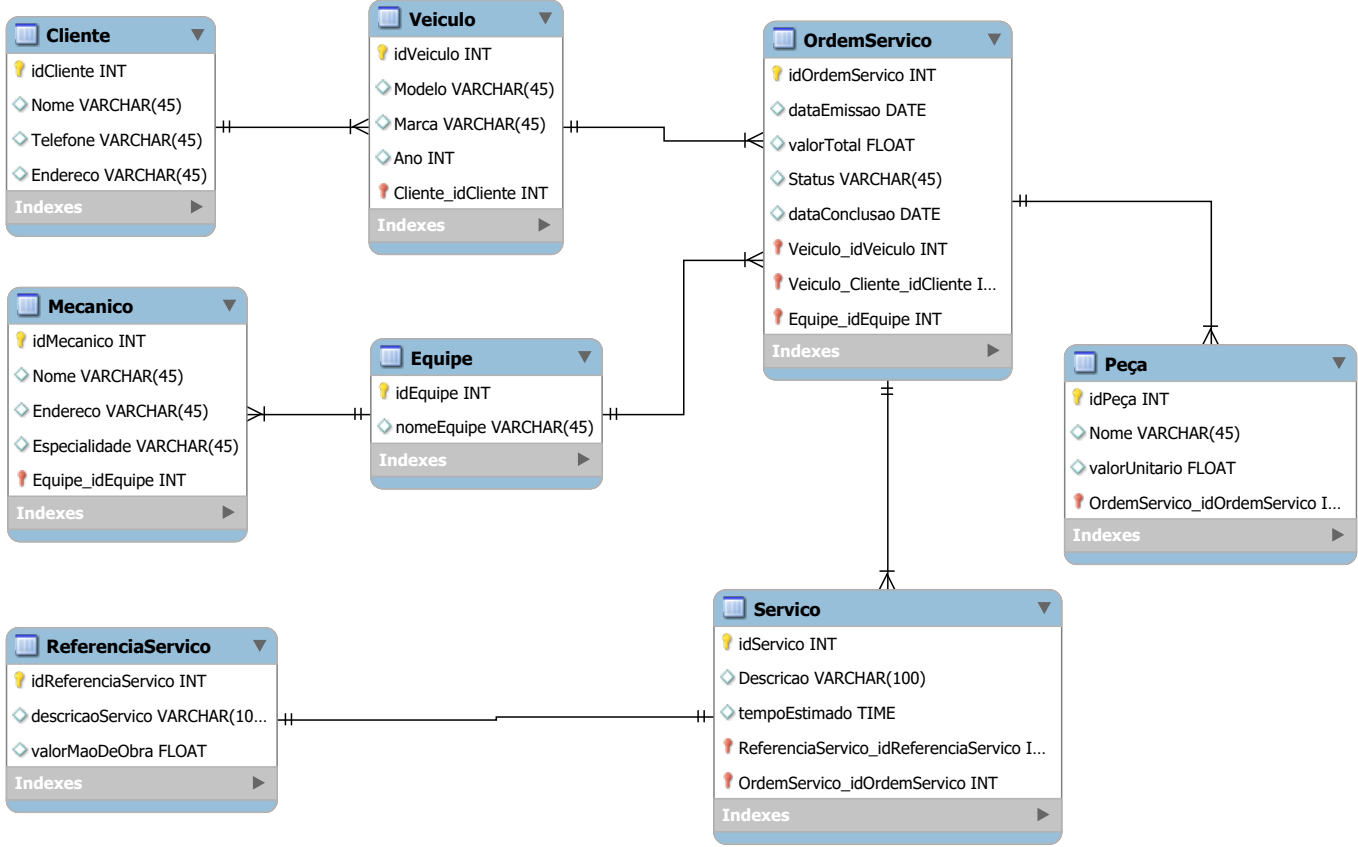 Cliente
idCliente INT
Nome VARCHAR(45)
Telefone VARCHAR(45)
Endereco VARCHAR(45)
Indexes
Veiculo
idVeiculo INT
Modelo VARCHAR(45)
Marca VARCHAR(45)
Ano INT
Cliente_idCliente INT
Indexes
OrdemServico
idOrdemServico INT
dataEmissao DATE
valorTotal FLOAT
Status VARCHAR(45)
dataConclusao DATE
Veiculo_idVeiculo INT
Veiculo_Cliente_idCliente I...
Equipe_idEquipe INT
Indexes
Mecanico
idMecanico INT
Nome VARCHAR(45)
Endereco VARCHAR(45)
Especialidade VARCHAR(45)
Equipe_idEquipe INT
Indexes
Equipe
idEquipe INT
nomeEquipe VARCHAR(45)
Indexes
Peça
idPeça INT
Nome VARCHAR(45)
valorUnitario FLOAT
OrdemServico_idOrdemServico I...
Indexes
ReferenciaServico
idReferenciaServico INT
descricaoServico VARCHAR(10...
valorMaoDeObra FLOAT
Indexes
Servico
idServico INT
Descricao VARCHAR(100)
tempoEstimado TIME
ReferenciaServico_idReferenciaServico I...
OrdemServico_idOrdemServico INT
Indexes